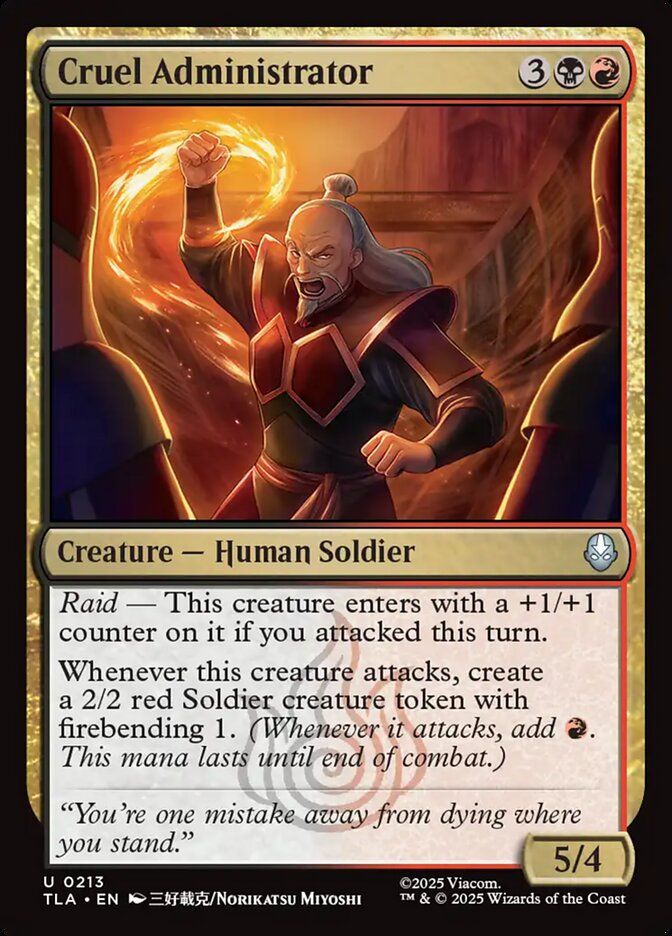 Cruel Administrator 3
Creature — Human Soldier
Raid — This creature enters with a +1/+1
counter on it if you attacked this turn.
Whenever this creature attacks, create
a 2/2 red Soldier creature token with
firebending 1. (Whenever it attacks, add .
This mana lasts until end of combat.)
“You’re one mistake away from dying where
you stand.”
5/4
U 0213
TLA • EN 三好載克/Norikatsu Miyoshi
©2025 Viacom.
™ & © 2025 Wizards of the Coast